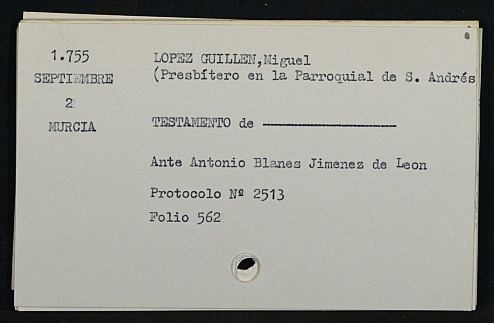 1.755
SEPTIEMBRE
2
MURCIA
LOPEZ GUILLEN,Miguel
(Presbítero en la Parroquial de S. Andrés
TESTAMENTO de --------------------
Ante Antonio Blanes Jimenez de Leon
Protocolo Nº 2513
Folio 562